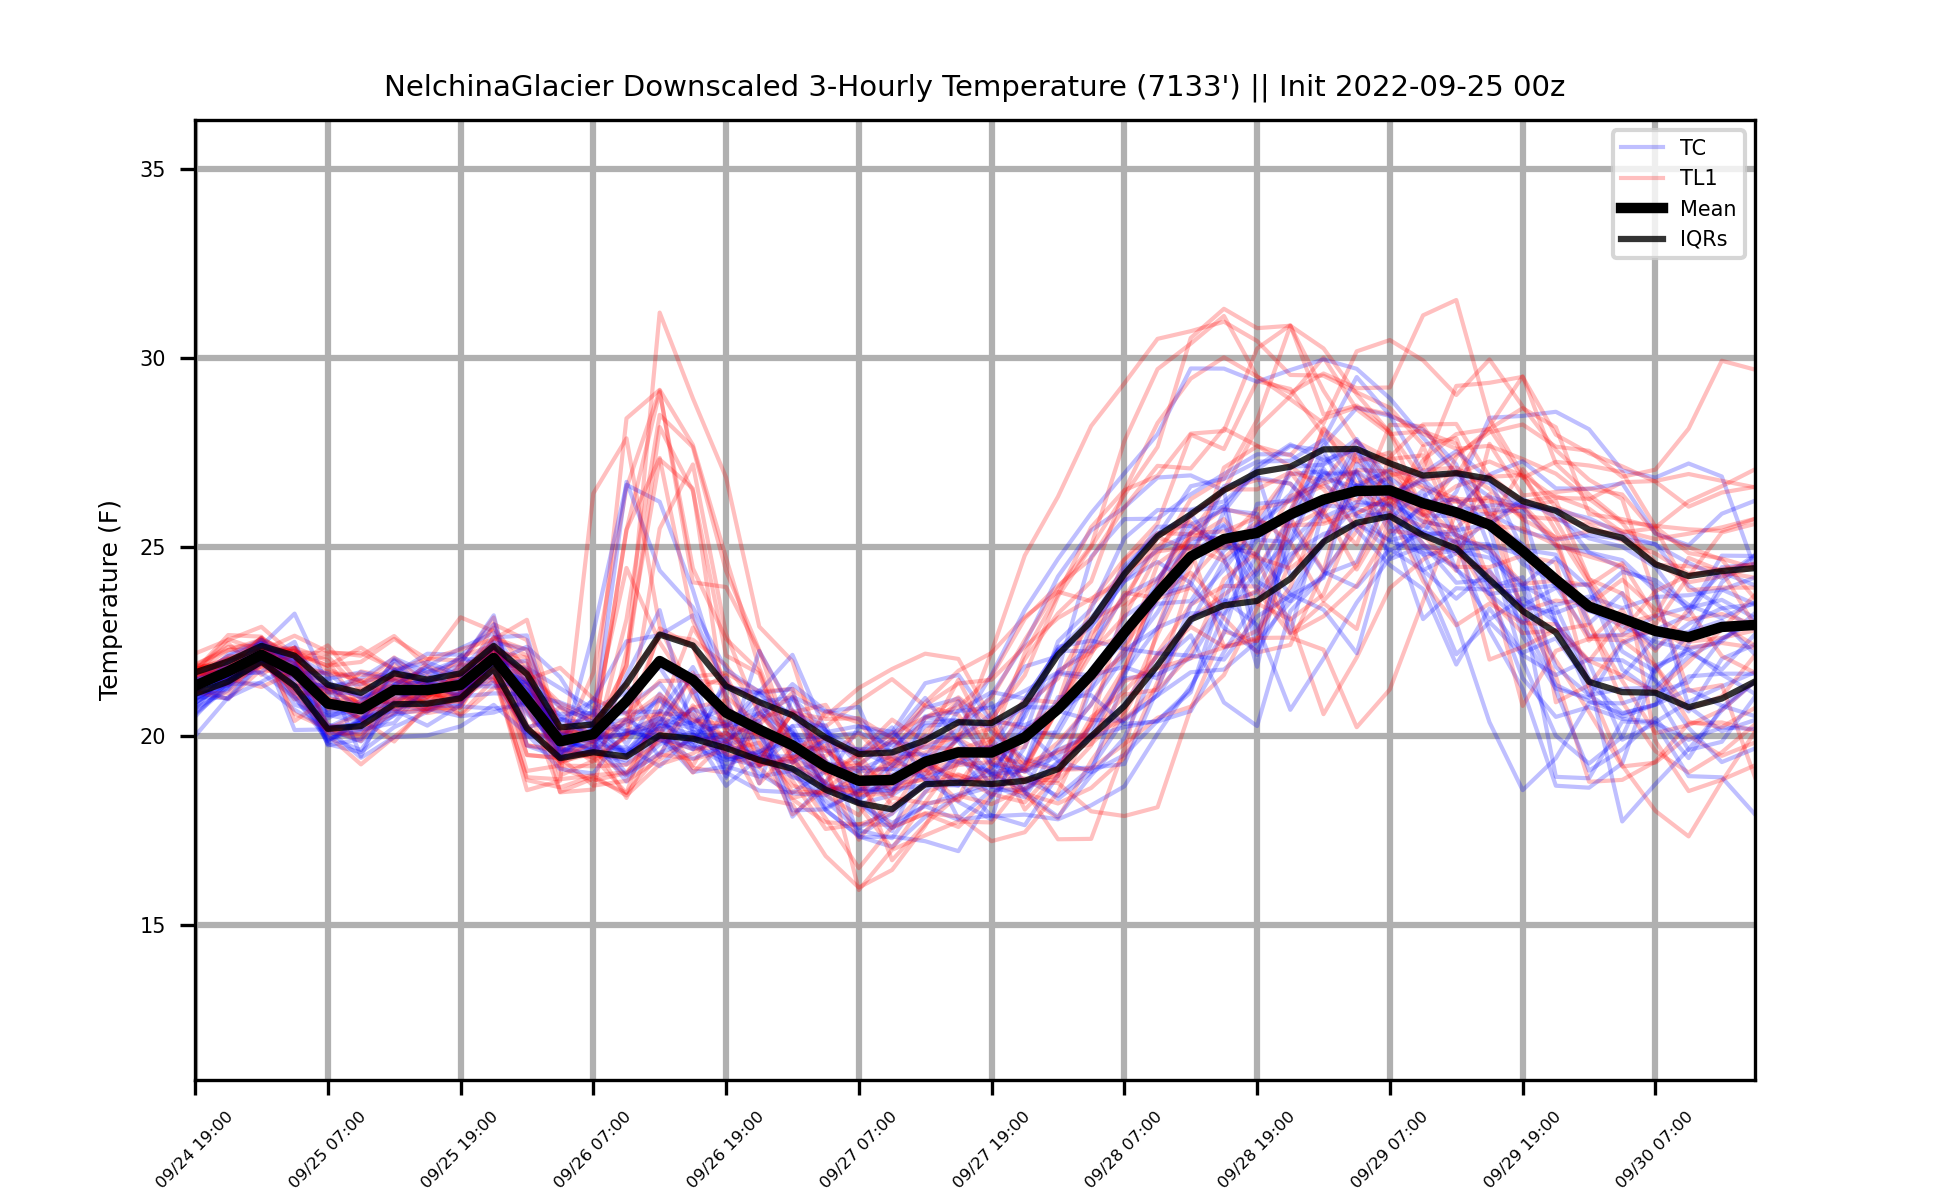 NelchinaGlacier Downscaled 3-Hourly Temperature (7133') || Init 2022-09-25 00z
TC
TL1
Mean
IQRs
Temperature (F)
35
30
25
20
15
09/24 19:00
09/25 07:00
09/25 19:00
09/26 07:00
09/26 19:00
09/27 07:00
09/27 19:00
09/28 07:00
09/28 19:00
09/29 07:00
09/29 19:00
09/30 07:00